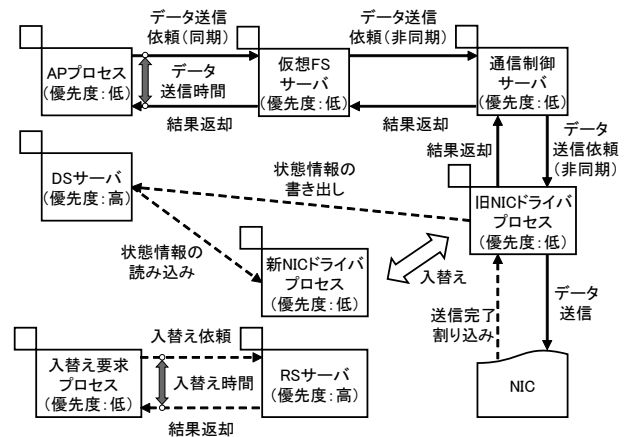 データ送信
依頼(同期)
データ送信
依頼(非同期)
APプロセス
(優先度:低)
データ
送信時間
仮想FS
サーバ
(優先度:低)
通信制御
サーバ
(優先度:低)
結果返却
結果返却
結果返却
データ
送信依頼
(非同期)
DSサーバ
(優先度:高)
状態情報の
書き出し
旧NICドライバ
プロセス
(優先度:低)
状態情報の
読み込み
新NICドライバ
プロセス
(優先度:低)
入替え
送信完了
割り込み
データ
送信
入替え要求
プロセス
(優先度:低)
入替え依頼
入替え時間
結果返却
RSサーバ
(優先度:高)
NIC